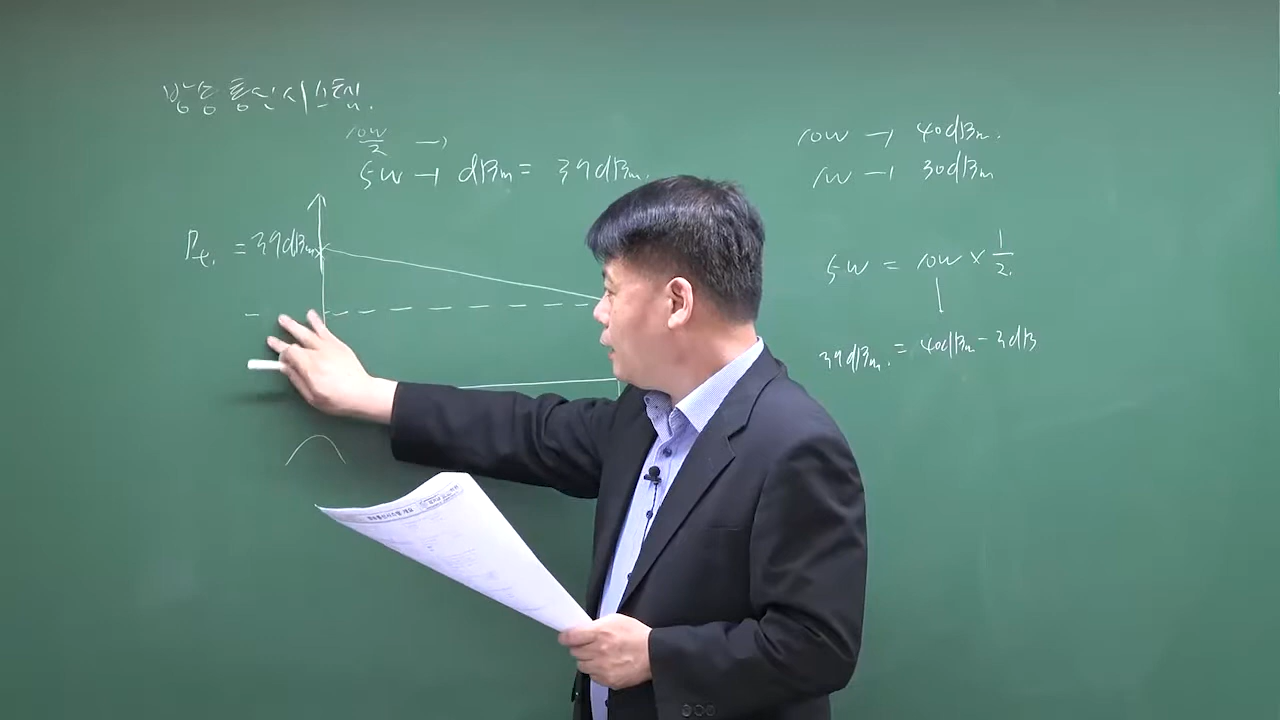 방송통신시스템.
10W/2 →
5W → dBm = 37dBm.
Pt. = 37dBm
10W → 40dBm.
1W → 30dBm
5W = 10W × 1/2.
37dBm. = 40dBm - 3dB